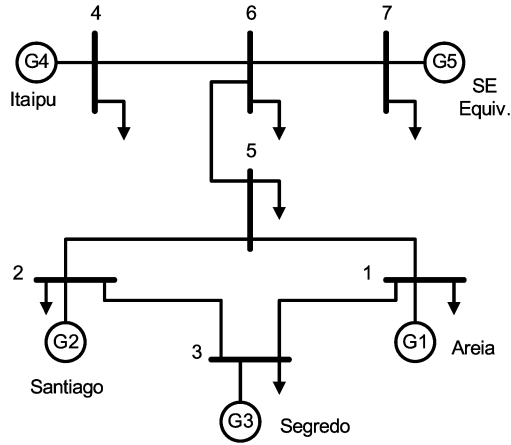 4 6 7
G4 G5
Itaipu SE
Equiv.
5
2 1
G2 G1
3 Areia
Santiago
G3 Segredo